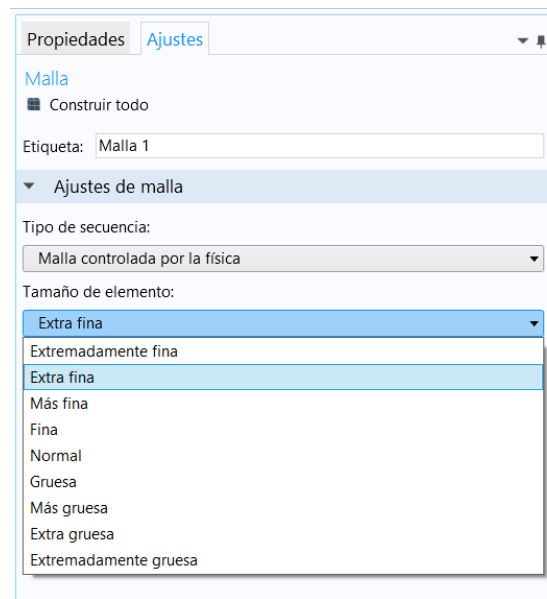 Propiedades Ajustes
Malla
Construir todo
Etiqueta: Malla 1
Ajustes de malla
Tipo de secuencia:
Malla controlada por la física
Tamaño de elemento:
Extra fina
Extremadamente fina
Extra fina
Más fina
Fina
Normal
Gruesa
Más gruesa
Extra gruesa
Extremadamente gruesa